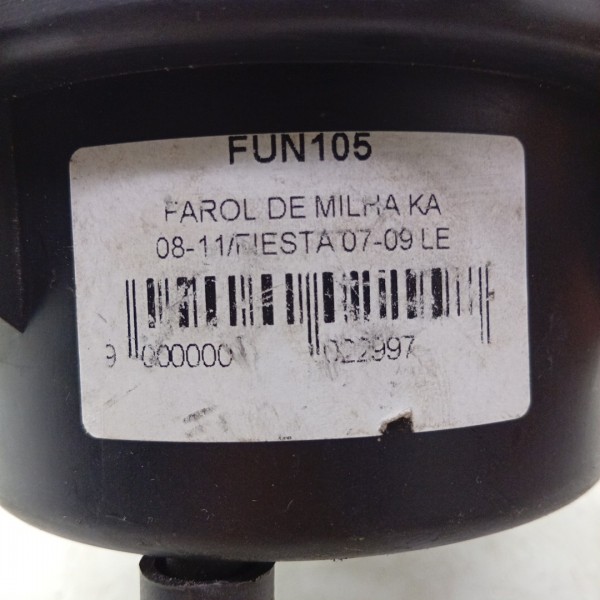 FUN105
FAROL DE MILHA KA
08-11/FIESTA 07-09 LE
9 000000 022997